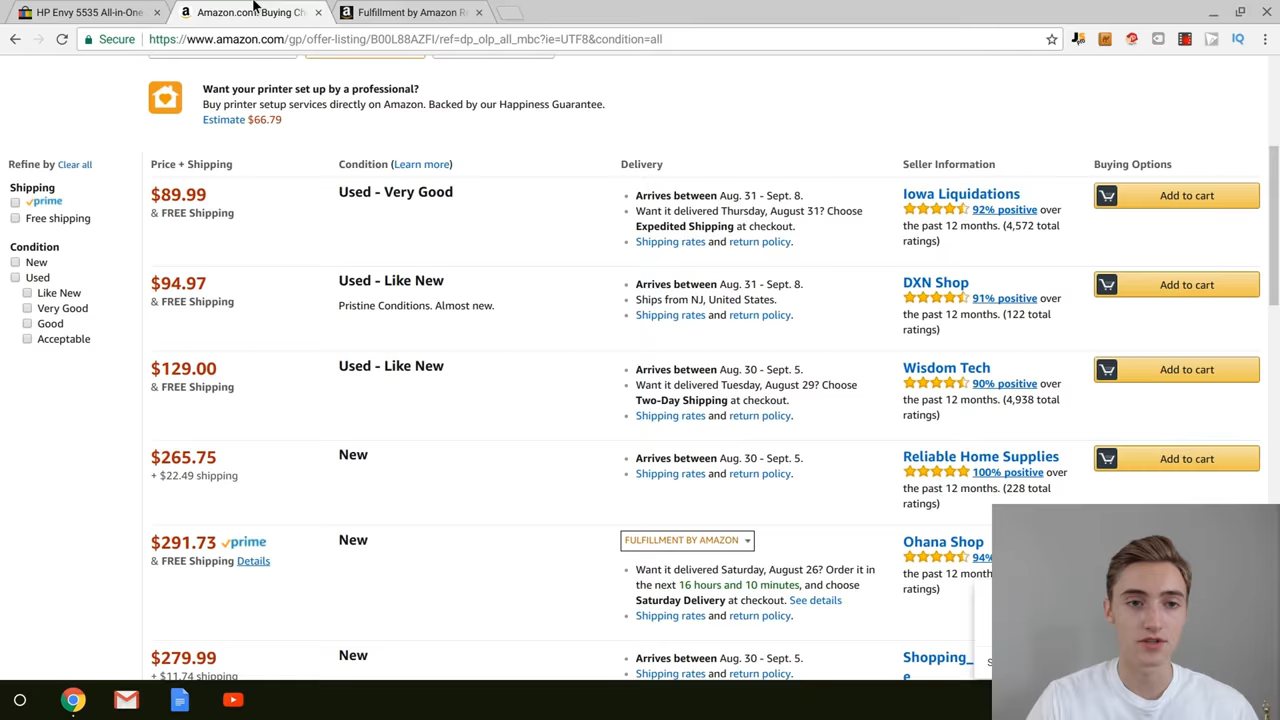 HP Envy 5535 All-in-One
Amazon.com: Buying Ch
Fulfillment by Amazon R
Secure
https://www.amazon.com/gp/offer-listing/B00L88AZFI/ref=dp_olp_all_mbc?ie=UTF8&condition=all
IQ
Want your printer set up by a professional?
Buy printer setup services directly on Amazon. Backed by our Happiness Guarantee.
Estimate $66.79
Refine by Clear all
Shipping
prime
Free shipping
Condition
New
Used
Like New
Very Good
Good
Acceptable
Price + Shipping
Condition (Learn more)
Delivery
Seller Information
Buying Options
$89.99
& FREE Shipping
Used - Very Good
Arrives between Aug. 31 - Sept. 8.
Want it delivered Thursday, August 31? Choose
Expedited Shipping at checkout.
Shipping rates and return policy.
Iowa Liquidations
92% positive over
the past 12 months. (4,572 total
ratings)
Add to cart
$94.97
& FREE Shipping
Used - Like New
Pristine Conditions. Almost new.
Arrives between Aug. 31 - Sept. 8.
Ships from NJ, United States.
Shipping rates and return policy.
DXN Shop
91% positive over
the past 12 months. (122 total
ratings)
Add to cart
$129.00
& FREE Shipping
Used - Like New
Arrives between Aug. 30 - Sept. 5.
Want it delivered Tuesday, August 29? Choose
Two-Day Shipping at checkout.
Shipping rates and return policy.
Wisdom Tech
90% positive over
the past 12 months. (4,938 total
ratings)
Add to cart
$265.75
+ $22.49 shipping
New
Arrives between Aug. 30 - Sept. 5.
Shipping rates and return policy.
Reliable Home Supplies
100% positive over
the past 12 months. (228 total
ratings)
Add to cart
$291.73 prime
& FREE Shipping Details
New
FULFILLMENT BY AMAZON
Want it delivered Saturday, August 26? Order it in
the next 16 hours and 10 minutes, and choose
Saturday Delivery at checkout. See details
Shipping rates and return policy.
Ohana Shop
94%
the past 12 month
ratings)
$279.99
+ $11.74 shipping
New
Arrives between Aug. 30 - Sept. 5.
Shipping rates and return policy.
Shopping_
e